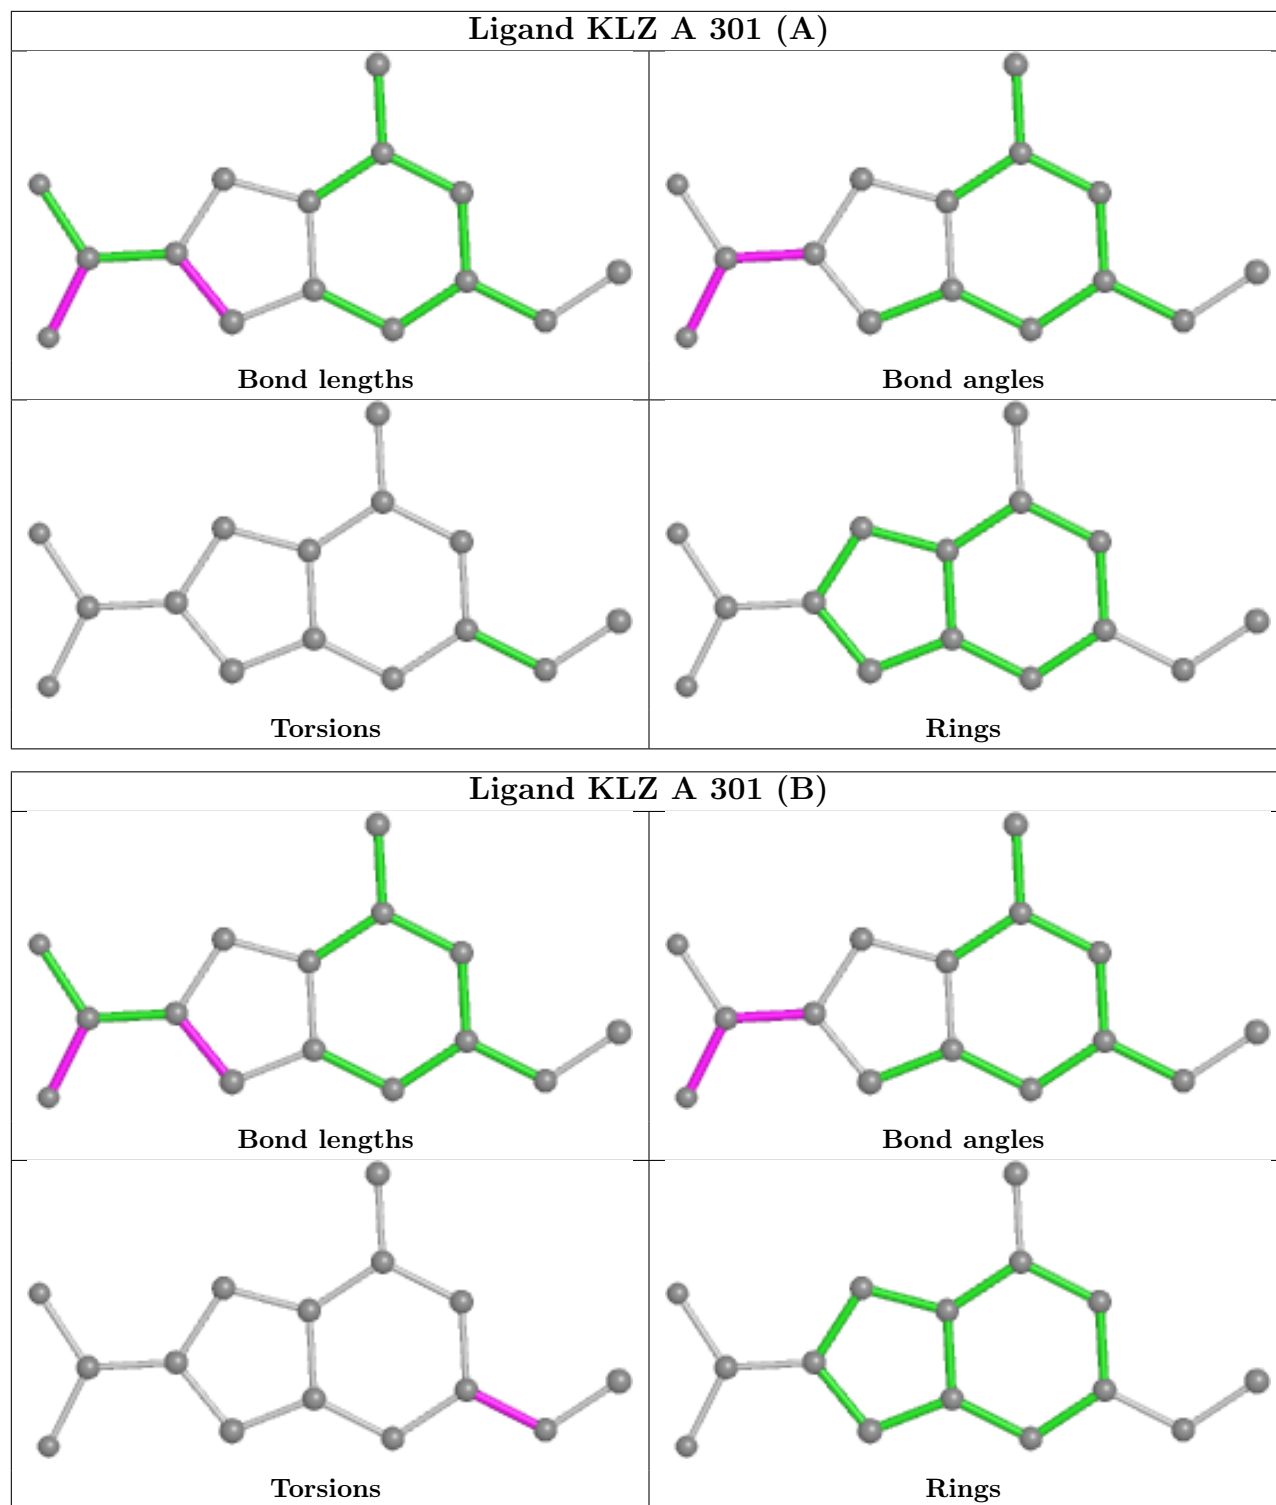 Ligand KLZ A 301 (A)
Bond lengths
Bond angles
Torsions
Rings
Ligand KLZ A 301 (B)
Bond lengths
Bond angles
Torsions
Rings